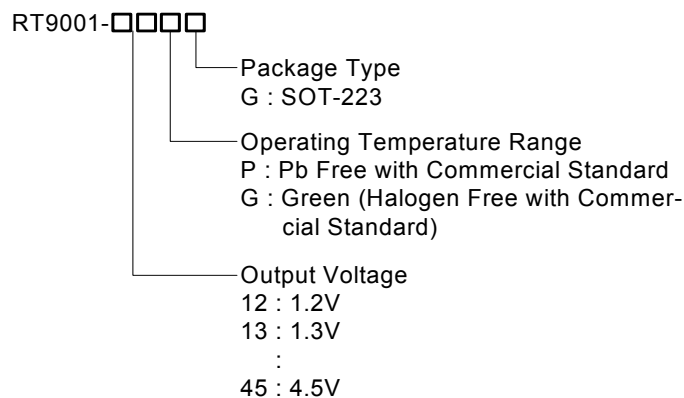 RT9001-□□□□
Package Type
G : SOT-223
Operating Temperature Range
P : Pb Free with Commercial Standard
G : Green (Halogen Free with Commer-
cial Standard)
Output Voltage
12 : 1.2V
13 : 1.3V
:
45 : 4.5V